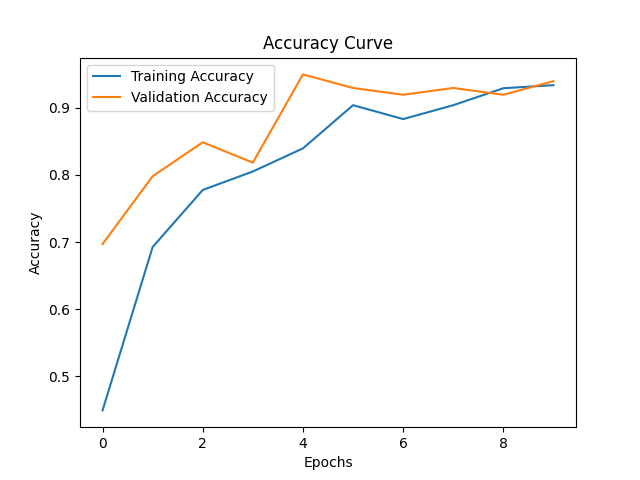 Accuracy Curve
Training Accuracy
Validation Accuracy
0.9
0.8
0.7
0.6
0.5
Accuracy
0 2 4 6 8
Epochs